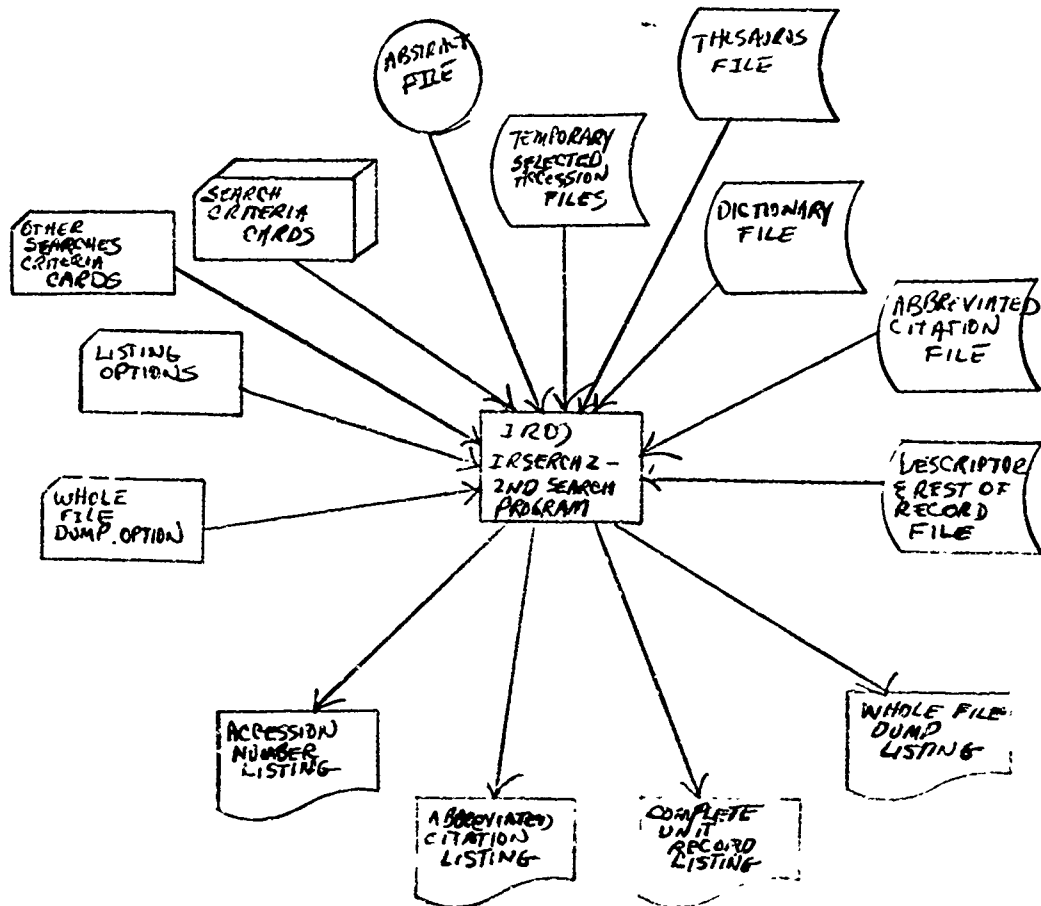 ABSTRACT
FILE
THESAURUS
FILE
TEMPORARY
SELECTED
ACCESSION
FILES
SEARCH
CRITERIA
CARDS
DICTIONARY
FILE
OTHER
SEARCHES
CRITERIA
CARDS
ABBREVIATED
CITATION
FILE
LISTING
OPTIONS
IRDJ
IRSERCH2-
2ND SEARCH
PROGRAM
DESCRIPTOR
& REST OF
RECORD
FILE
WHOLE
FILE
DUMP OPTION
ACCESSION
NUMBER
LISTING
WHOLE FILE
DUMP
LISTING
ABBREVIATED
CITATION
LISTING
COMPLETE
UNIT
RECORD
LISTING